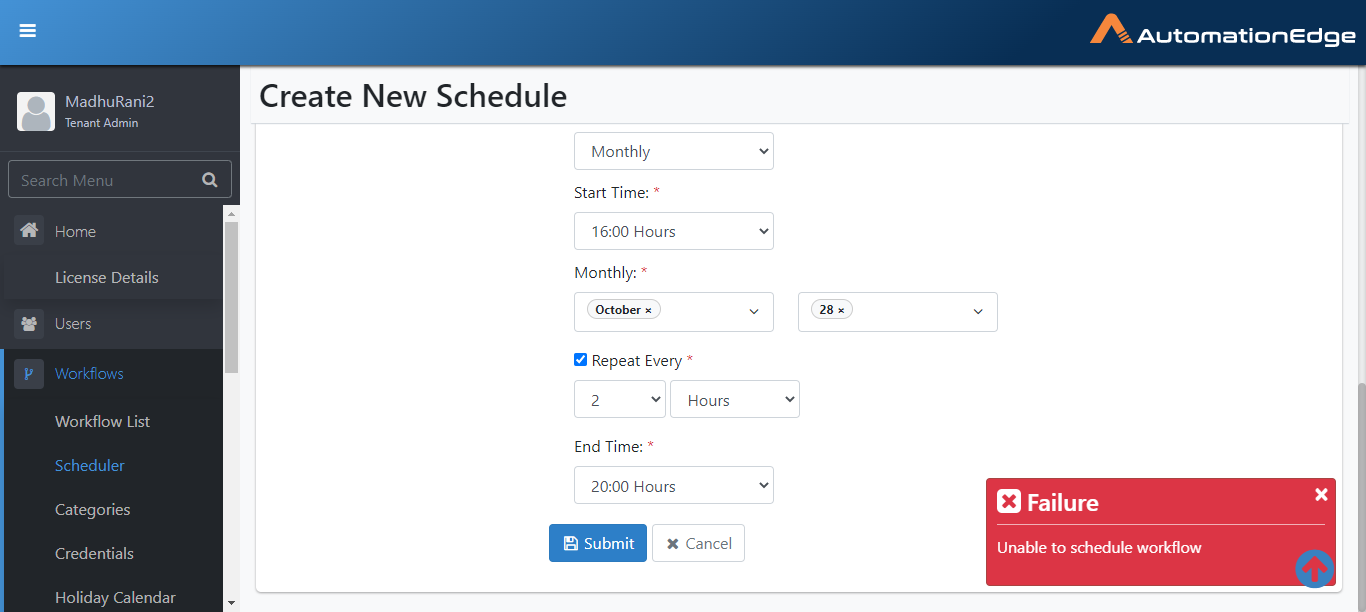 AutomationEdge
MadhuRani2
Tenant Admin
Search Menu
Home
License Details
Users
Workflows
Workflow List
Scheduler
Categories
Credentials
Holiday Calendar
Create New Schedule
Monthly
Start Time: *
16:00 Hours
Monthly: *
October × 28 ×
Repeat Every *
2 Hours
End Time: *
20:00 Hours
Submit Cancel
Failure
Unable to schedule workflow